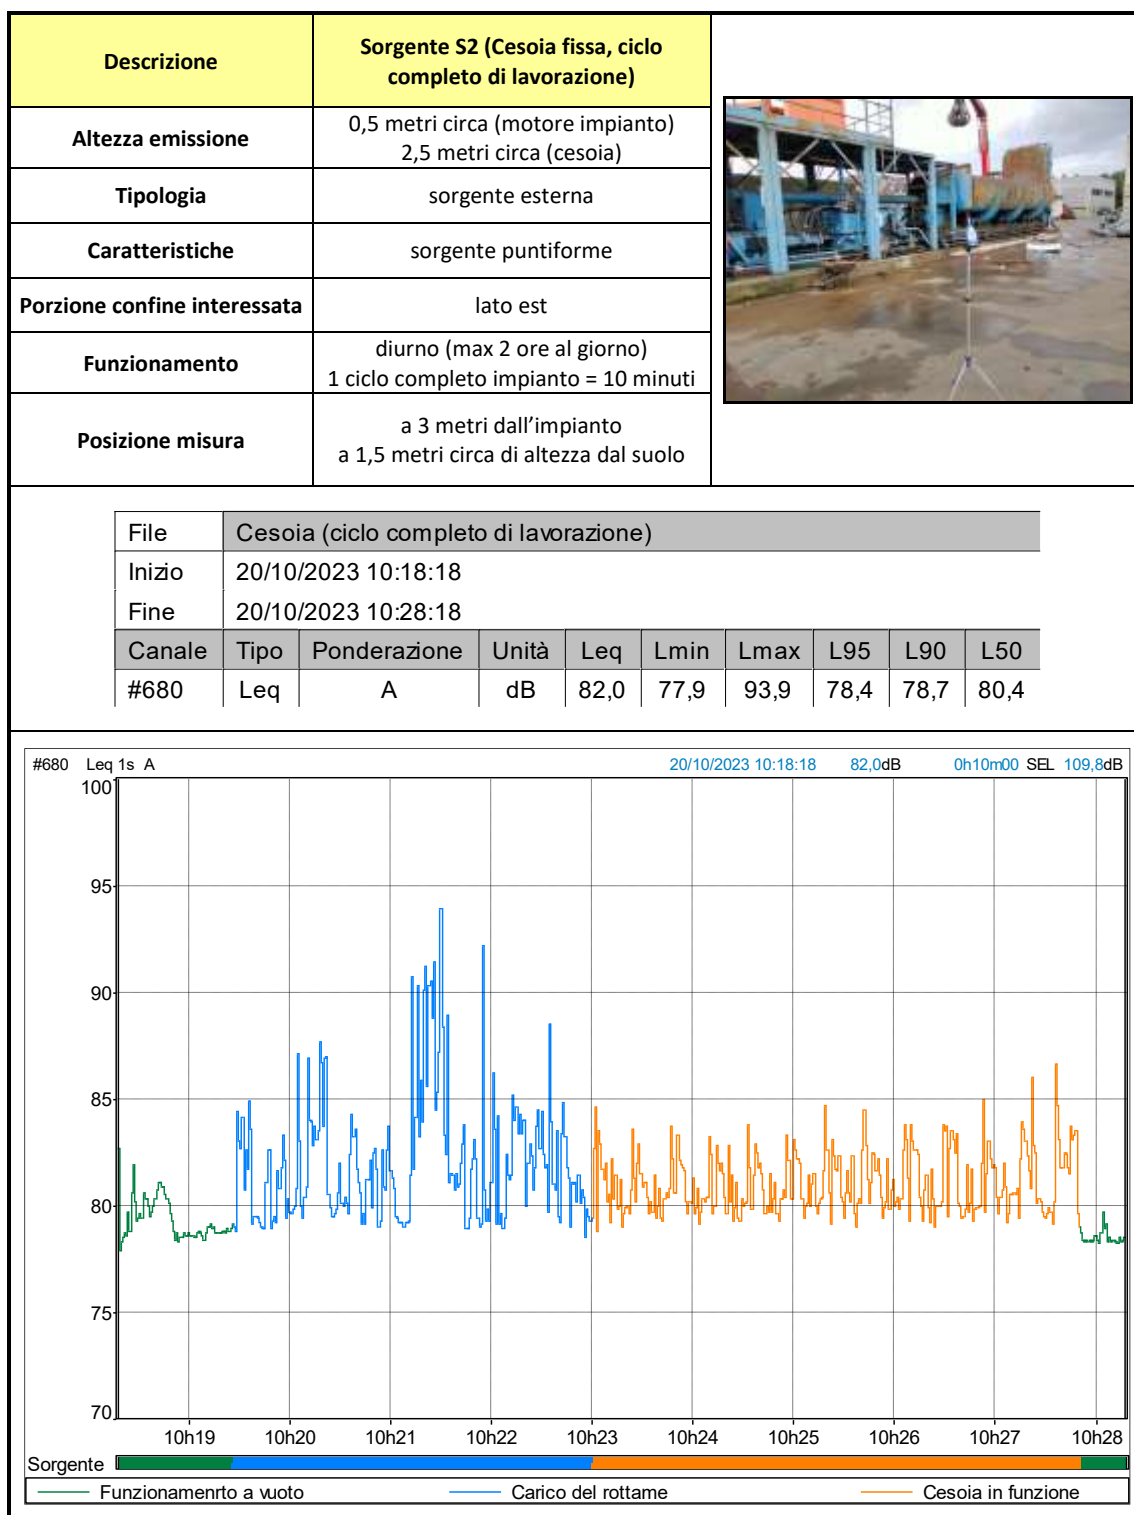 Descrizione
Sorgente S2 (Cesoia fissa, ciclo
completo di lavorazione)
Altezza emissione
0,5 metri circa (motore impianto)
2,5 metri circa (cesoia)
Tipologia
sorgente esterna
Caratteristiche
sorgente puntiforme
Porzione confine interessata
lato est
Funzionamento
diurno (max 2 ore al giorno)
1 ciclo completo impianto = 10 minuti
Posizione misura
a 3 metri dall’impianto
a 1,5 metri circa di altezza dal suolo
File Cesoia (ciclo completo di lavorazione)
Inizio 20/10/2023 10:18:18
Fine 20/10/2023 10:28:18
Canale Tipo Ponderazione Unità Leq Lmin Lmax L95 L90 L50
#680 Leq A dB 82,0 77,9 93,9 78,4 78,7 80,4
#680 Leq 1s A 20/10/2023 10:18:18 82,0dB 0h10m00 SEL 109,8dB
100
95
90
85
80
75
70
10h19 10h20 10h21 10h22 10h23 10h24 10h25 10h26 10h27 10h28
Sorgente
Funzionamenrto a vuoto Carico del rottame Cesoia in funzione